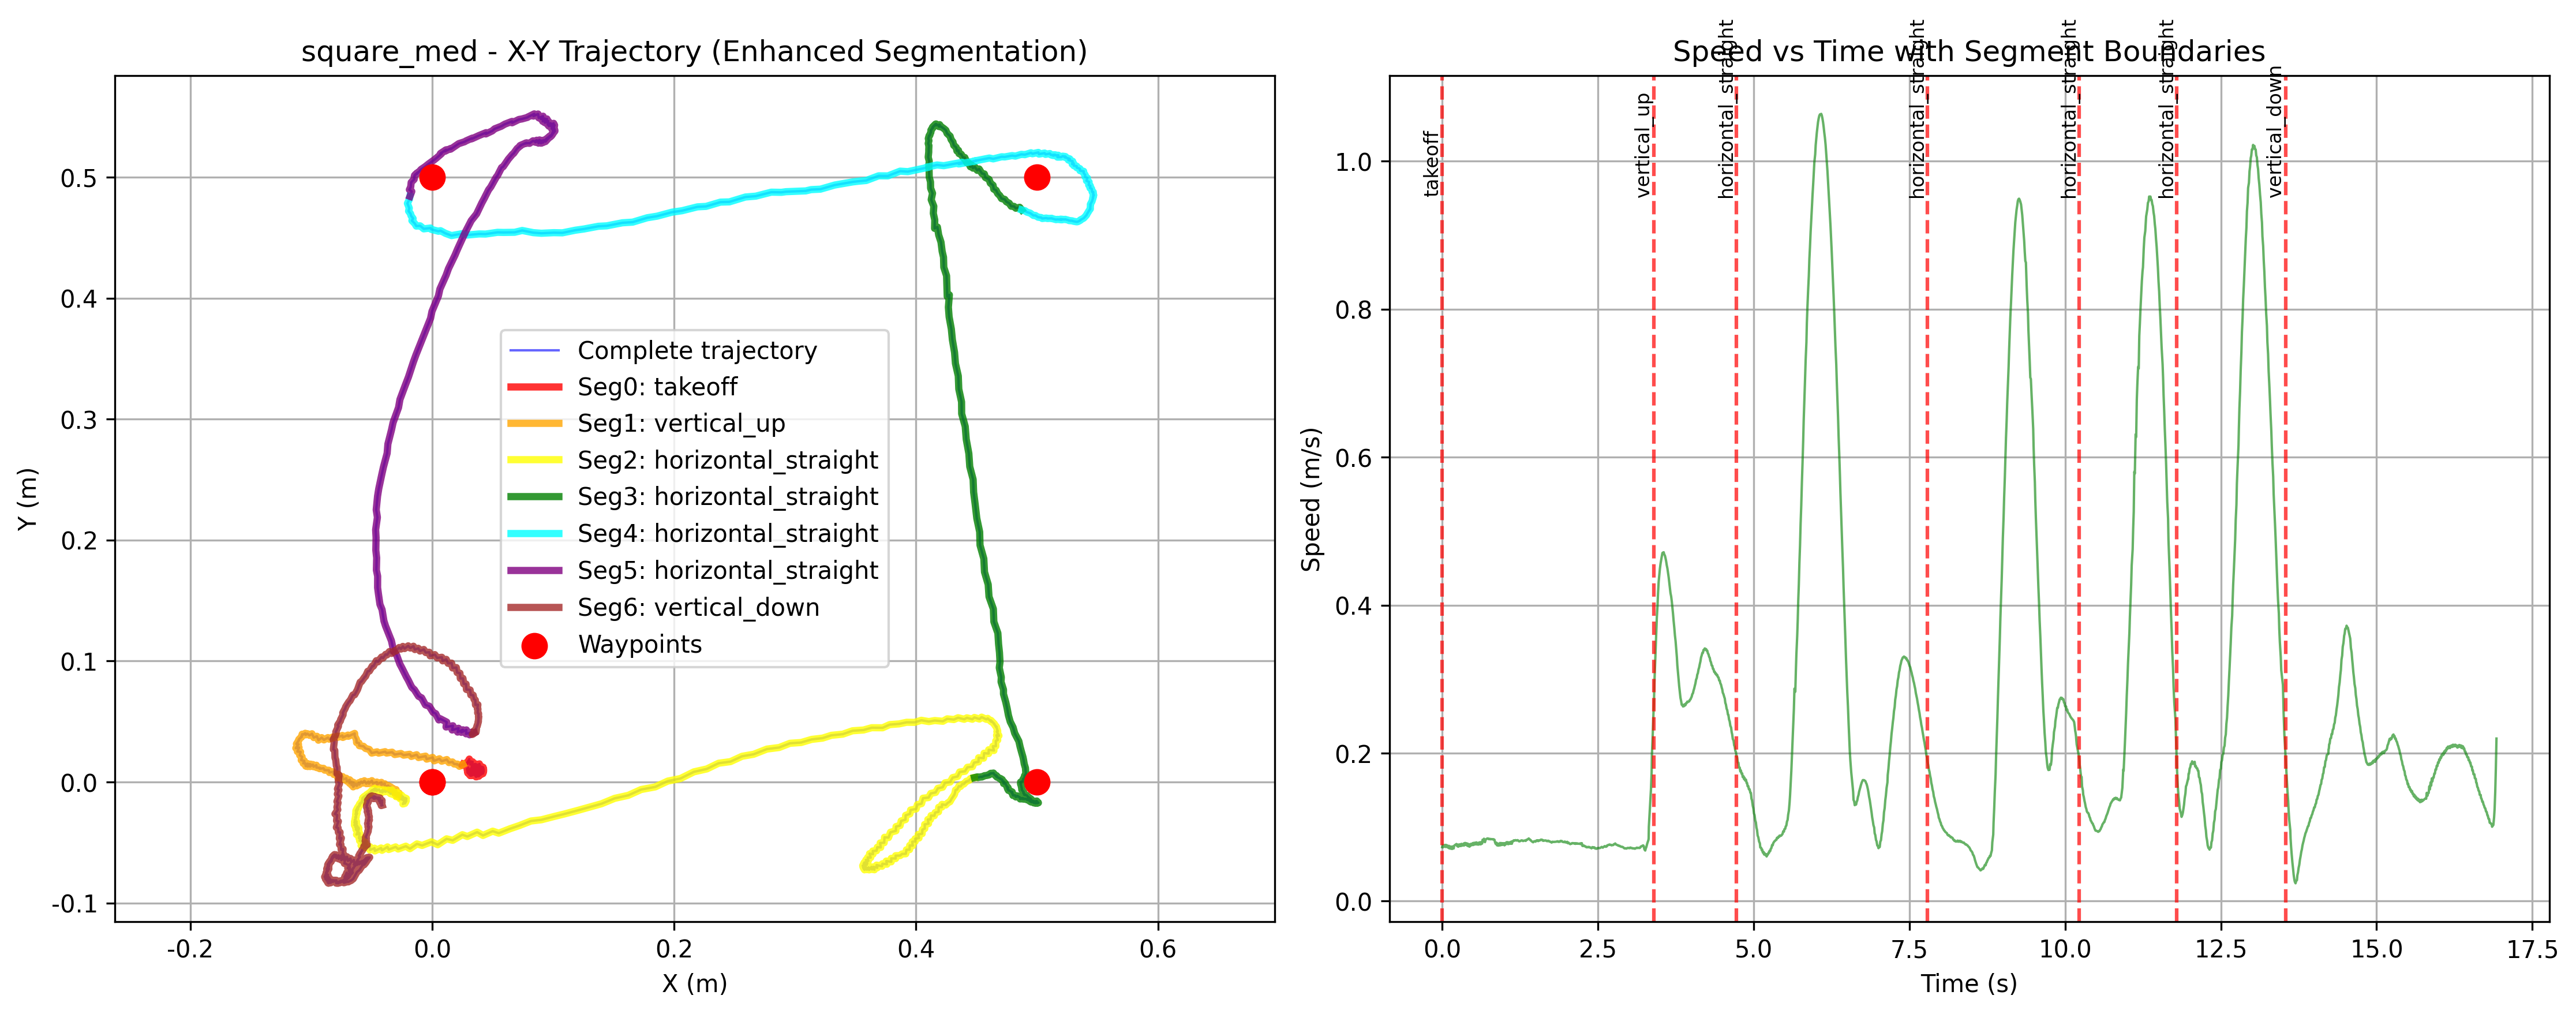 square_med - X-Y Trajectory (Enhanced Segmentation)
Y (m)
0.5
0.4
0.3
0.2
0.1
0.0
-0.1
Complete trajectory
Seg0: takeoff
Seg1: vertical_up
Seg2: horizontal_straight
Seg3: horizontal_straight
Seg4: horizontal_straight
Seg5: horizontal_straight
Seg6: vertical_down
Waypoints
-0.2 0.0 0.2 0.4 0.6
X (m)
Speed vs Time with Segment Boundaries
Speed (m/s)
1.0
0.8
0.6
0.4
0.2
0.0
takeoff
vertical_up
horizontal_straight
horizontal_straight
horizontal_straight
horizontal_straight
vertical_down
0.0 2.5 5.0 7.5 10.0 12.5 15.0 17.5
Time (s)